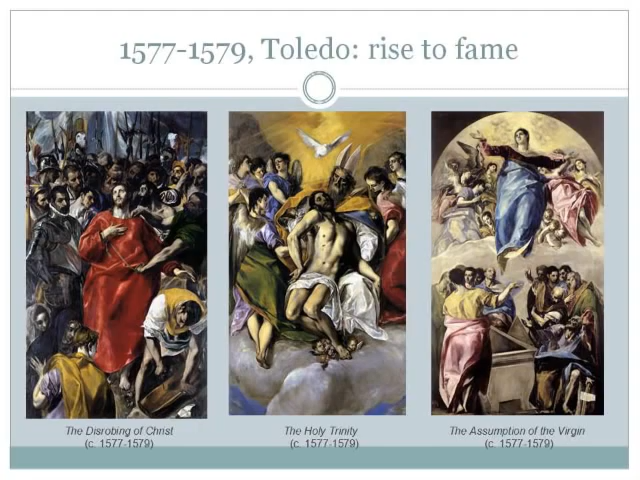 1577-1579, Toledo: rise to fame
The Disrobing of Christ
(c. 1577-1579)
The Holy Trinity
(c. 1577-1579)
The Assumption of the Virgin
(c. 1577-1579)